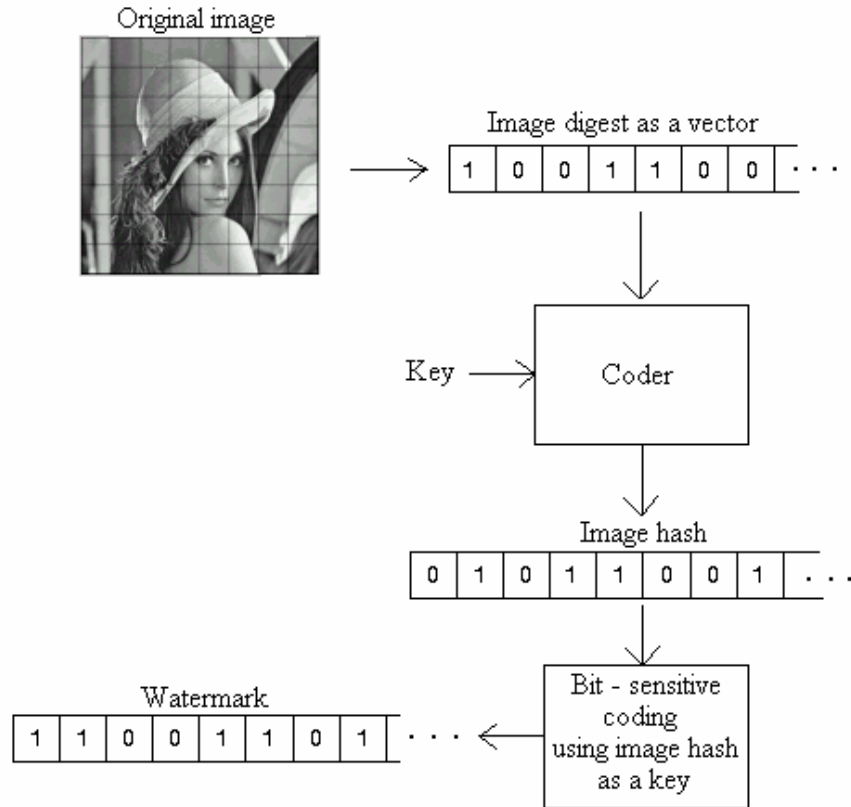 Original image
Image digest as a vector
1 0 0 1 1 0 0 . . .
Key
Coder
Image hash
0 1 0 1 1 0 0 1 . . .
Bit - sensitive
coding
using image hash
as a key
Watermark
1 1 0 0 1 1 0 1 . . .